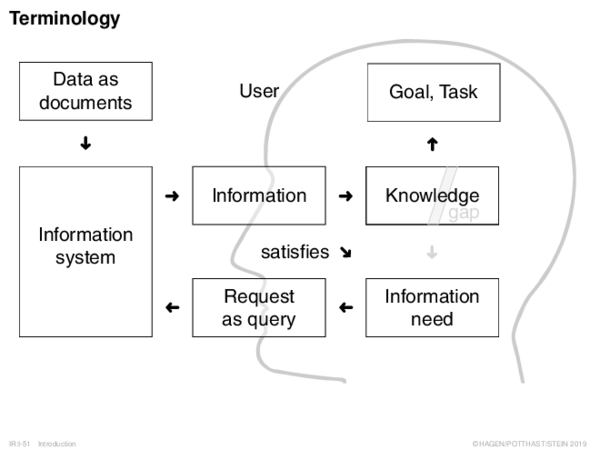 Terminology
Data as
documents
User
Goal, Task
Information
system
Information
Knowledge
gap
satisfies
Request
as query
Information
need
IR:I-51 Introduction
©HAGEN/POTTHAST/STEIN 2019